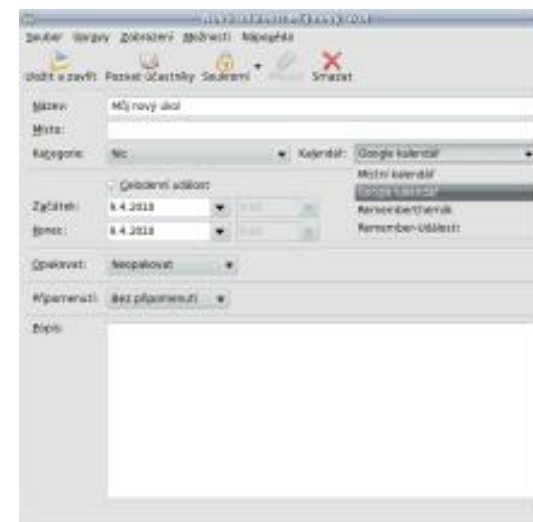 Soubor Úpravy Zobrazení Možnosti Nápověda
Uložit a zavřít Pozvat účastníky Soukromí Smazat
Název: Můj nový úkol
Místo:
Kategorie: Nic Kalendář: Google kalendář
Místní kalendář
Celodenní událost Google kalendář
Začátek: 6.4.2010
Konec: 6.4.2010 Remember-Události
Opakovat: Neopakovat
Připomenutí: Bez připomenutí
Popis: